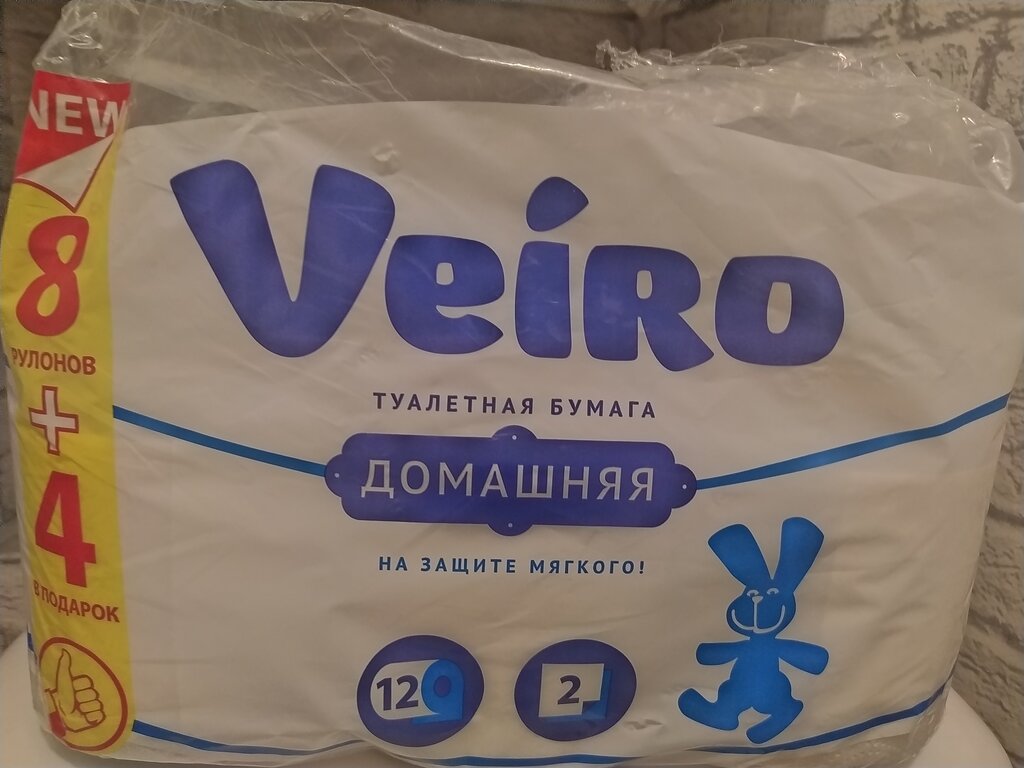 NEW
8
РУЛОНОВ
+
4
В ПОДАРОК
Veiro
ТУАЛЕТНАЯ БУМАГА
ДОМАШНЯЯ
НА ЗАЩИТЕ МЯГКОГО!
12
2